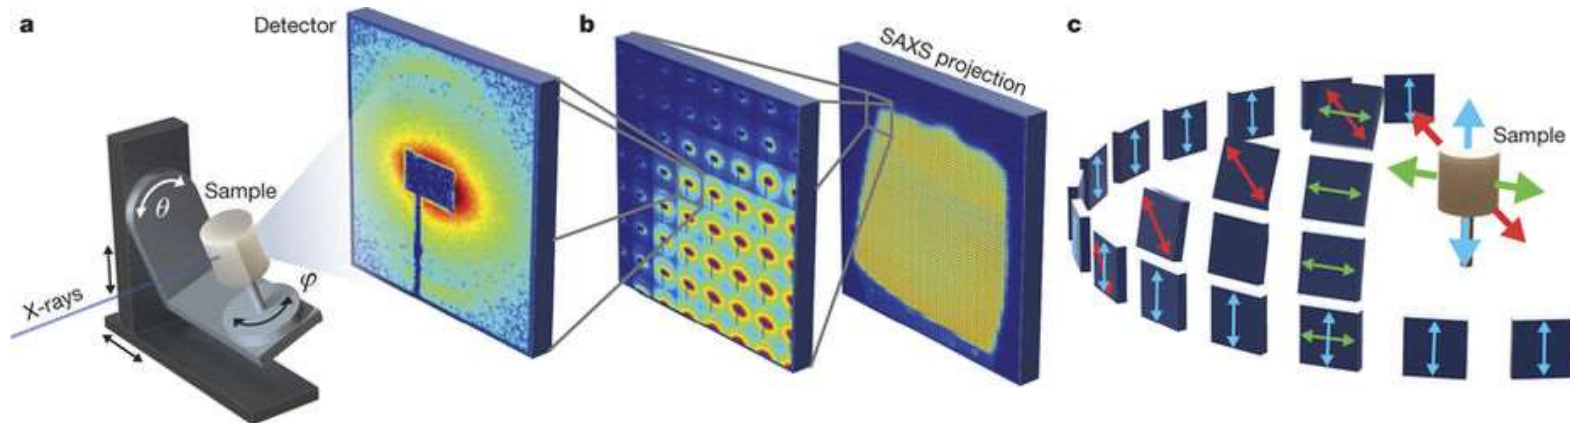 a
Detector
Sample
θ
φ
X-rays
b
SAXS projection
c
Sample